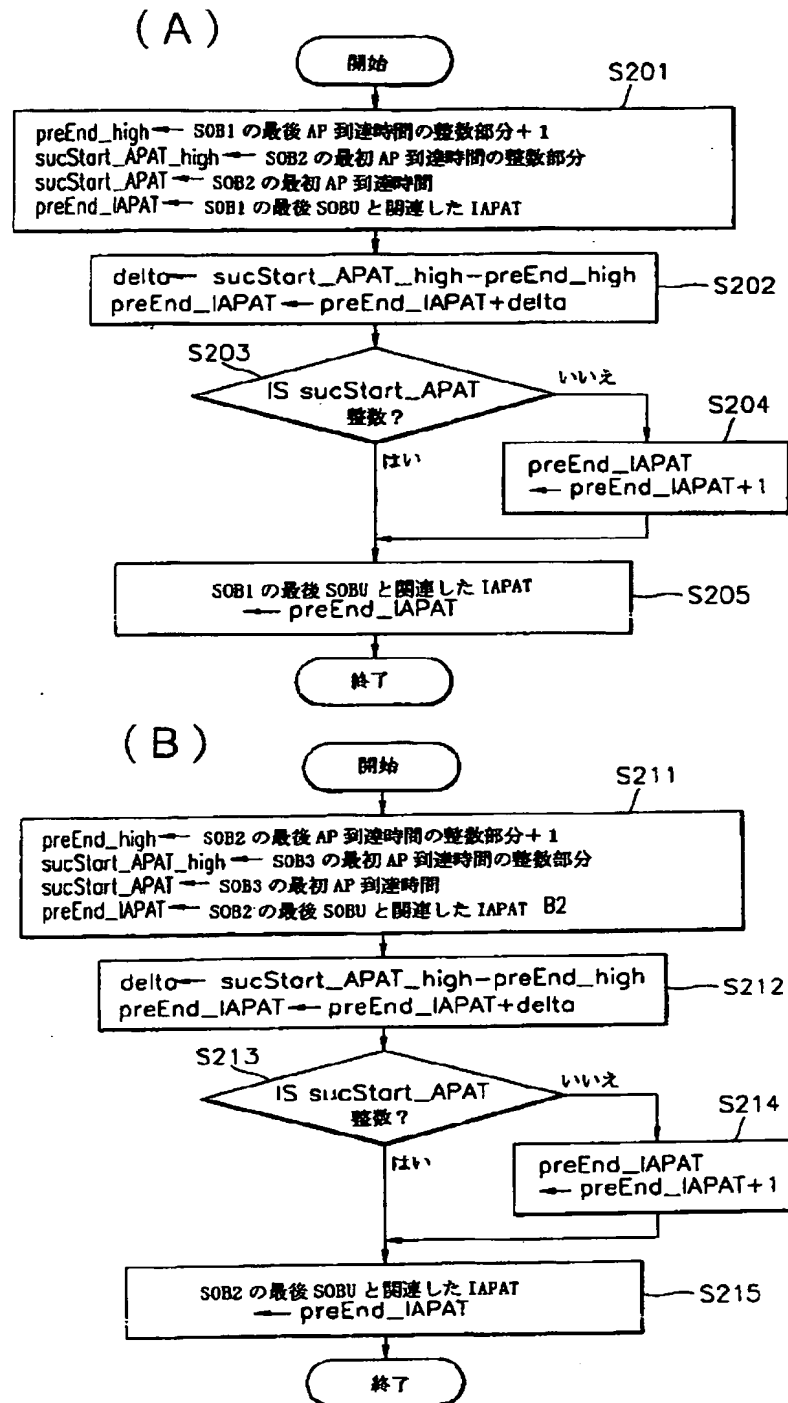 (A)
開始
S201
preEnd_high← SOB1 の最後 AP 到達時間の整数部分+1
sucStart_APAT_high← SOB2 の最初 AP 到達時間の整数部分
sucStart_APAT← SOB2 の最初 AP 到達時間
preEnd_IAPAT← SOB1 の最後 SOBU と関連した IAPAT
delta← sucStart_APAT_high−preEnd_high
preEnd_IAPAT←preEnd_IAPAT+delta
S202
S203
IS sucStart_APAT
整数?
いいえ
はい
S204
preEnd_IAPAT
← preEnd_IAPAT+1
SOB1 の最後 SOBU と関連した IAPAT
← preEnd_IAPAT
S205
終了
(B)
開始
S211
preEnd_high← SOB2 の最後 AP 到達時間の整数部分+1
sucStart_APAT_high← SOB3 の最初 AP 到達時間の整数部分
sucStart_APAT← SOB3 の最初 AP 到達時間
preEnd_IAPAT← SOB2 の最後 SOBU と関連した IAPAT B2
delta← sucStart_APAT_high−preEnd_high
preEnd_IAPAT←preEnd_IAPAT+delta
S212
S213
IS sucStart_APAT
整数?
いいえ
はい
S214
preEnd_IAPAT
← preEnd_IAPAT+1
SOB2 の最後 SOBU と関連した IAPAT
← preEnd_IAPAT
S215
終了